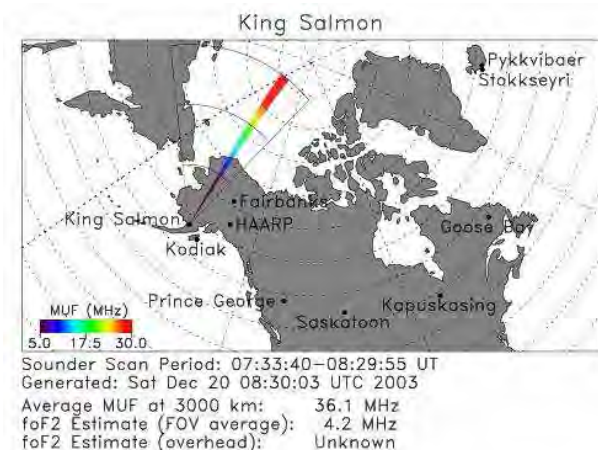 King Salmon
Pykkvibaer
Stokkseyri
Fairbanks
King Salmon
HAARP
Goose Bay
Kodiak
Prince George
Kapuskasing
Saskatoon
MUF (MHz)
5.0 17.5 30.0
Sounder Scan Period: 07:33:40-08:29:55 UT
Generated: Sat Dec 20 08:30:03 UTC 2003
Average MUF at 3000 km: 36.1 MHz
foF2 Estimate (FOV average): 4.2 MHz
foF2 Estimate (overhead): Unknown